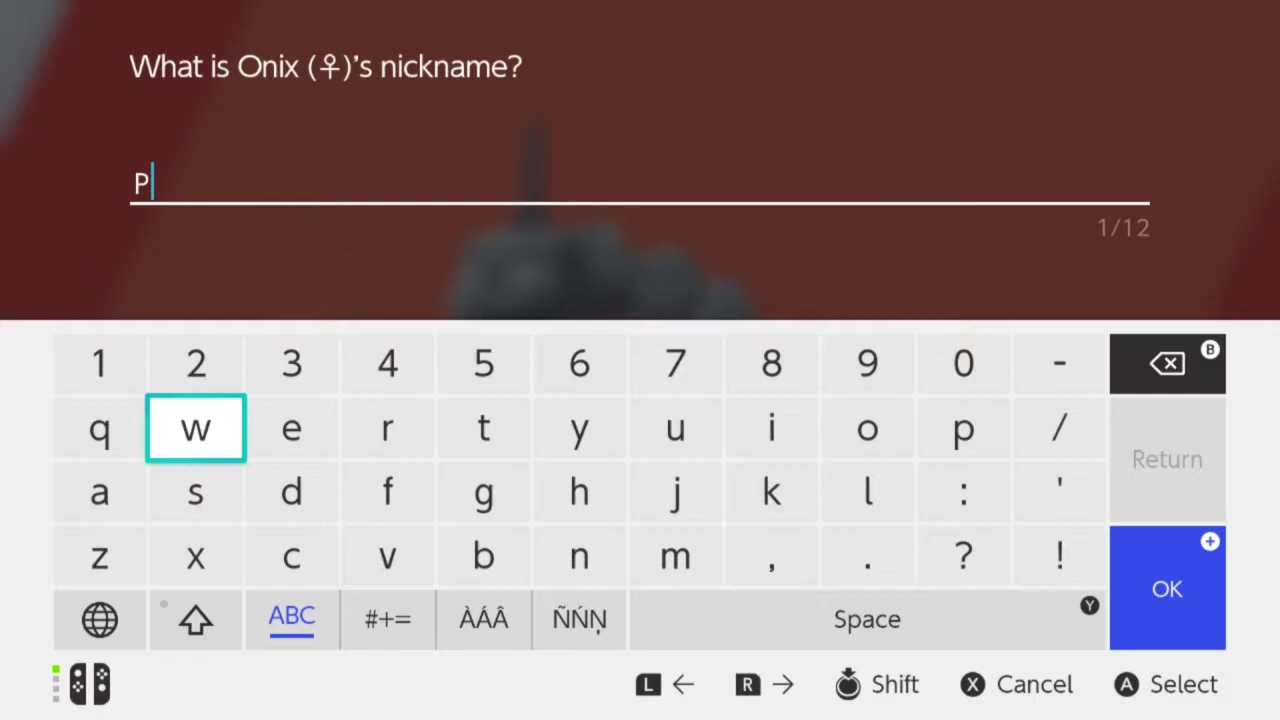 What is Onix (♀)'s nickname?
P
1/12
1 2 3 4 5 6 7 8 9 0 -
B
q w e r t y u i o p /
Return
a s d f g h j k l : '
z x c v b n m , . ? !
+
OK
ABC #+= ÀÁÂ ÑŃŅ Space Y
L ← R → Shift X Cancel A Select